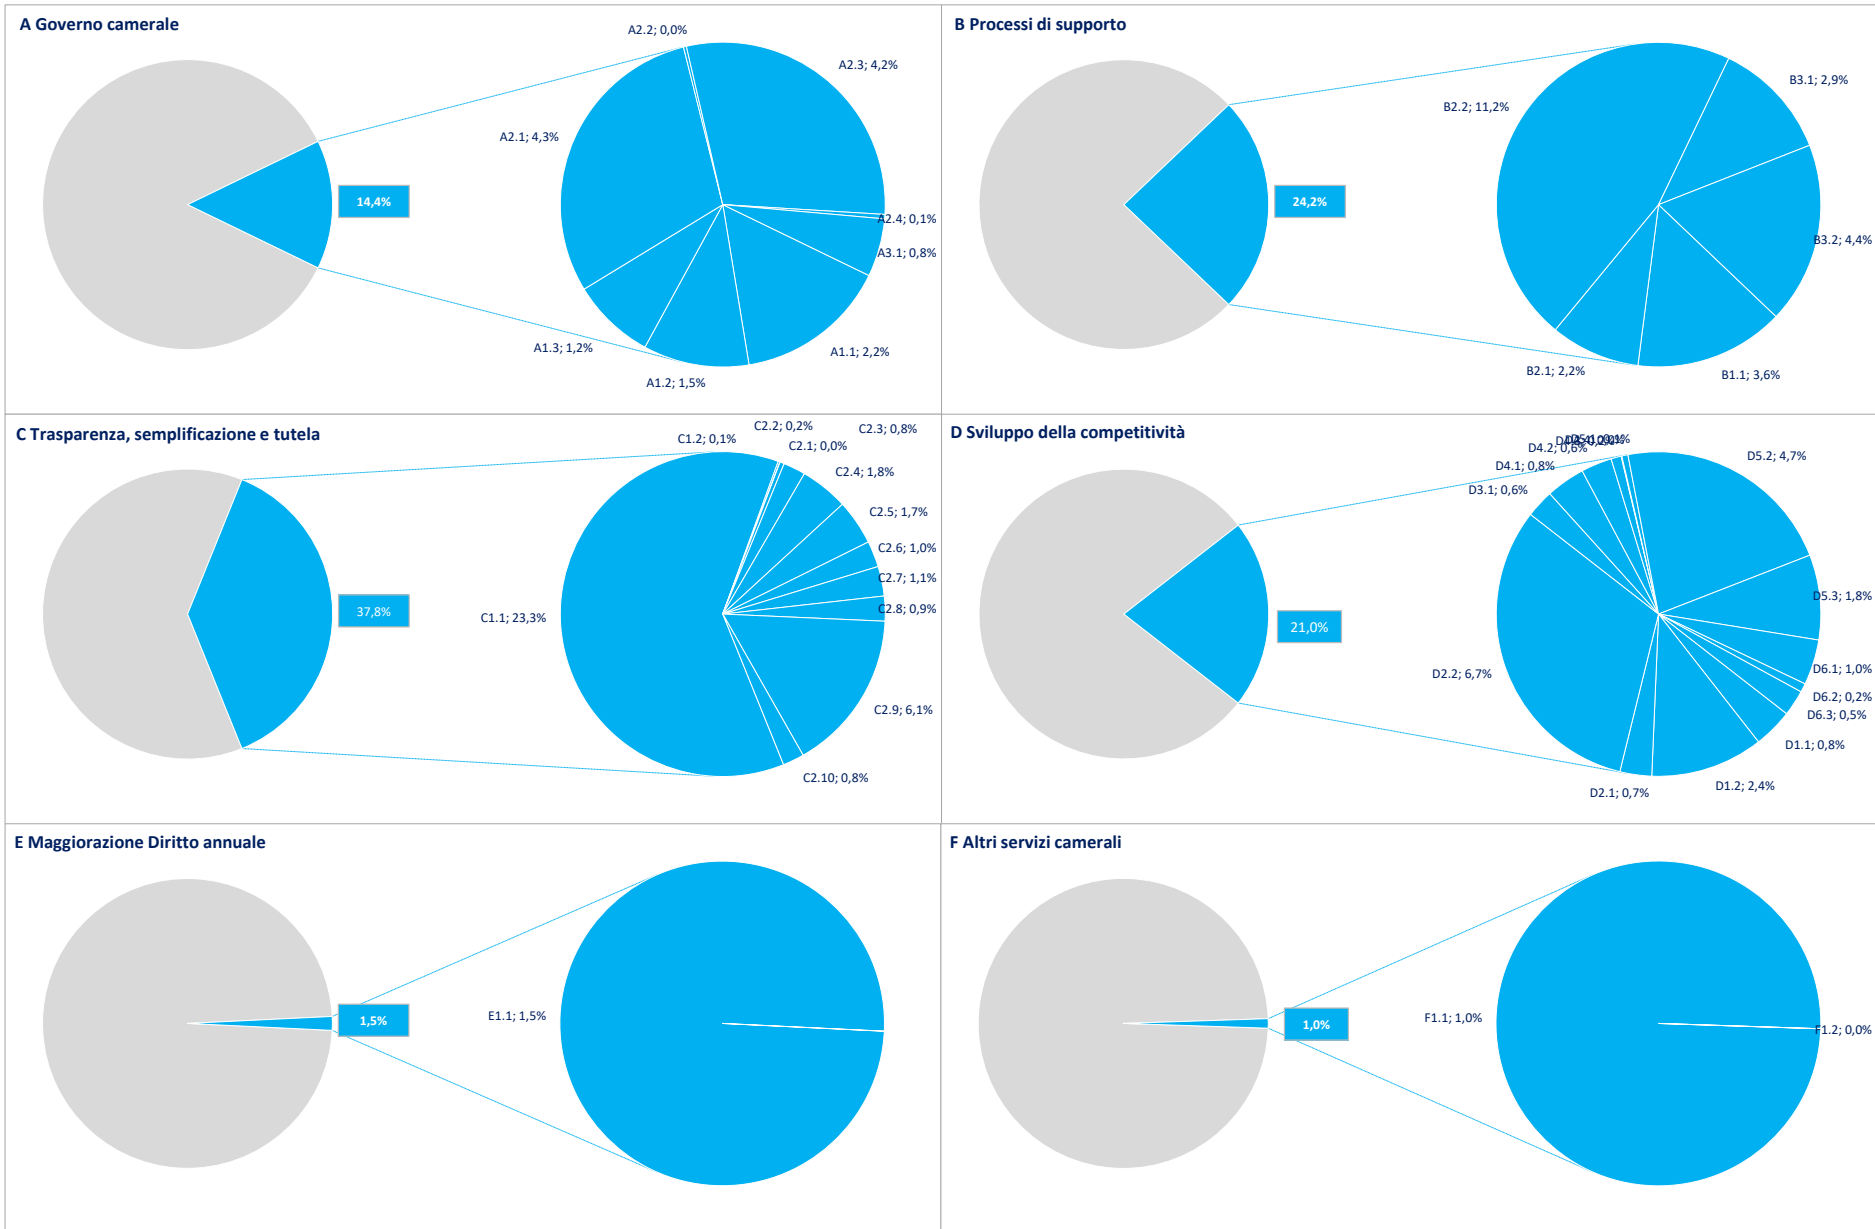 A Governo camerale
A2.2; 0,0%
A2.3; 4,2%
A2.1; 4,3%
14,4%
A2.4; 0,1%
A3.1; 0,8%
A1.3; 1,2%
A1.1; 2,2%
A1.2; 1,5%
B Processi di supporto
B3.1; 2,9%
B2.2; 11,2%
24,2%
B3.2; 4,4%
B2.1; 2,2%
B1.1; 3,6%
C Trasparenza, semplificazione e tutela
C1.2; 0,1%
C2.2; 0,2%
C2.3; 0,8%
C2.1; 0,0%
C2.4; 1,8%
C2.5; 1,7%
C2.6; 1,0%
C2.7; 1,1%
37,8%
C2.8; 0,9%
C1.1; 23,3%
C2.9; 6,1%
C2.10; 0,8%
D Sviluppo della competitività
D4.2; 0,6%
D5.2; 4,7%
D4.1; 0,8%
D3.1; 0,6%
D5.3; 1,8%
21,0%
D2.2; 6,7%
D6.1; 1,0%
D6.2; 0,2%
D6.3; 0,5%
D1.1; 0,8%
D1.2; 2,4%
D2.1; 0,7%
E Maggiorazione Diritto annuale
E1.1; 1,5%
1,5%
F Altri servizi camerali
F1.1; 1,0%
1,0%
F1.2; 0,0%